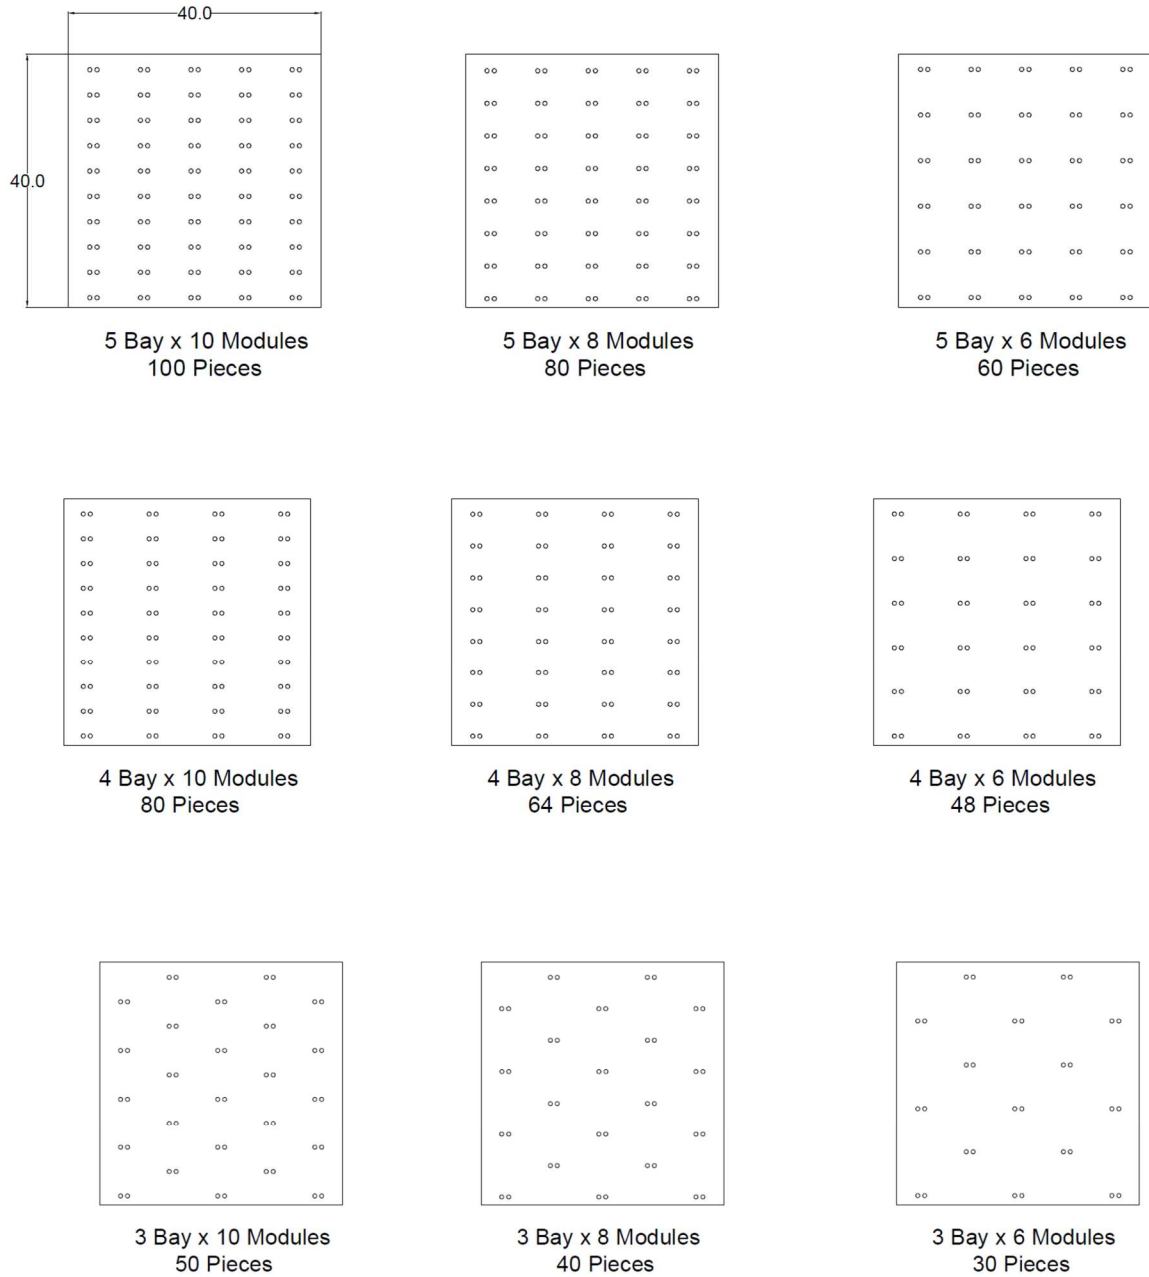 40.0
40.0
5 Bay x 10 Modules
100 Pieces
5 Bay x 8 Modules
80 Pieces
5 Bay x 6 Modules
60 Pieces
4 Bay x 10 Modules
80 Pieces
4 Bay x 8 Modules
64 Pieces
4 Bay x 6 Modules
48 Pieces
3 Bay x 10 Modules
50 Pieces
3 Bay x 8 Modules
40 Pieces
3 Bay x 6 Modules
30 Pieces